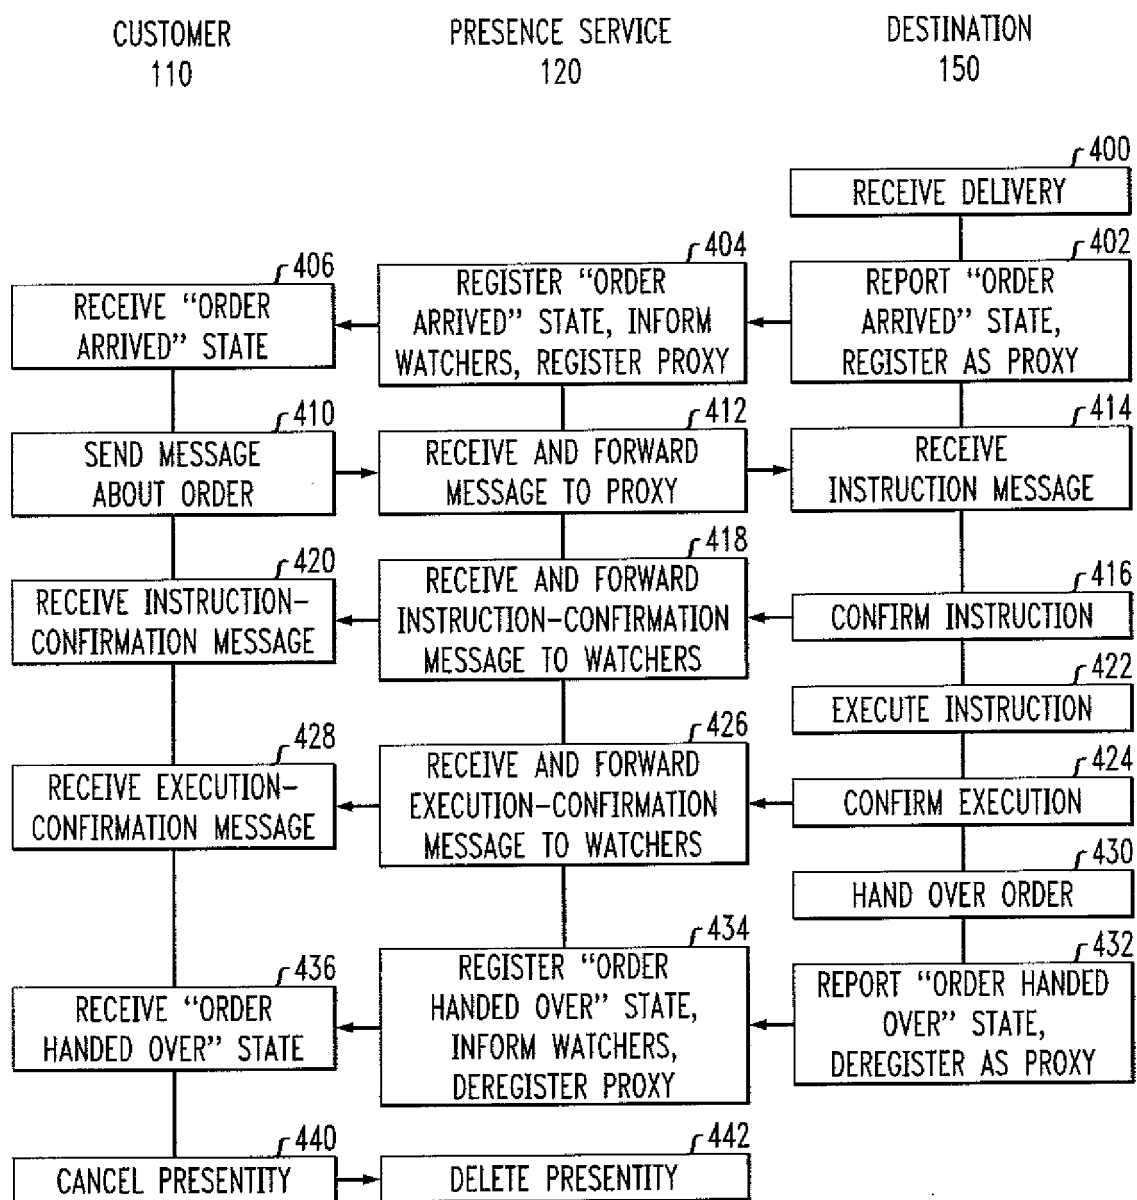 CUSTOMER
110
PRESENCE SERVICE
120
DESTINATION
150
400
RECEIVE DELIVERY
402
REPORT “ORDER
ARRIVED” STATE,
REGISTER AS PROXY
404
REGISTER “ORDER
ARRIVED” STATE, INFORM
WATCHERS, REGISTER PROXY
406
RECEIVE “ORDER
ARRIVED” STATE
410
SEND MESSAGE
ABOUT ORDER
412
RECEIVE AND FORWARD
MESSAGE TO PROXY
414
RECEIVE
INSTRUCTION MESSAGE
416
CONFIRM INSTRUCTION
418
RECEIVE AND FORWARD
INSTRUCTION-CONFIRMATION
MESSAGE TO WATCHERS
420
RECEIVE INSTRUCTION-
CONFIRMATION MESSAGE
422
EXECUTE INSTRUCTION
424
CONFIRM EXECUTION
426
RECEIVE AND FORWARD
EXECUTION-CONFIRMATION
MESSAGE TO WATCHERS
428
RECEIVE EXECUTION-
CONFIRMATION MESSAGE
430
HAND OVER ORDER
432
REPORT “ORDER HANDED
OVER” STATE,
DEREGISTER AS PROXY
434
REGISTER “ORDER
HANDED OVER” STATE,
INFORM WATCHERS,
DEREGISTER PROXY
436
RECEIVE “ORDER
HANDED OVER” STATE
440
CANCEL PRESENTITY
442
DELETE PRESENTITY